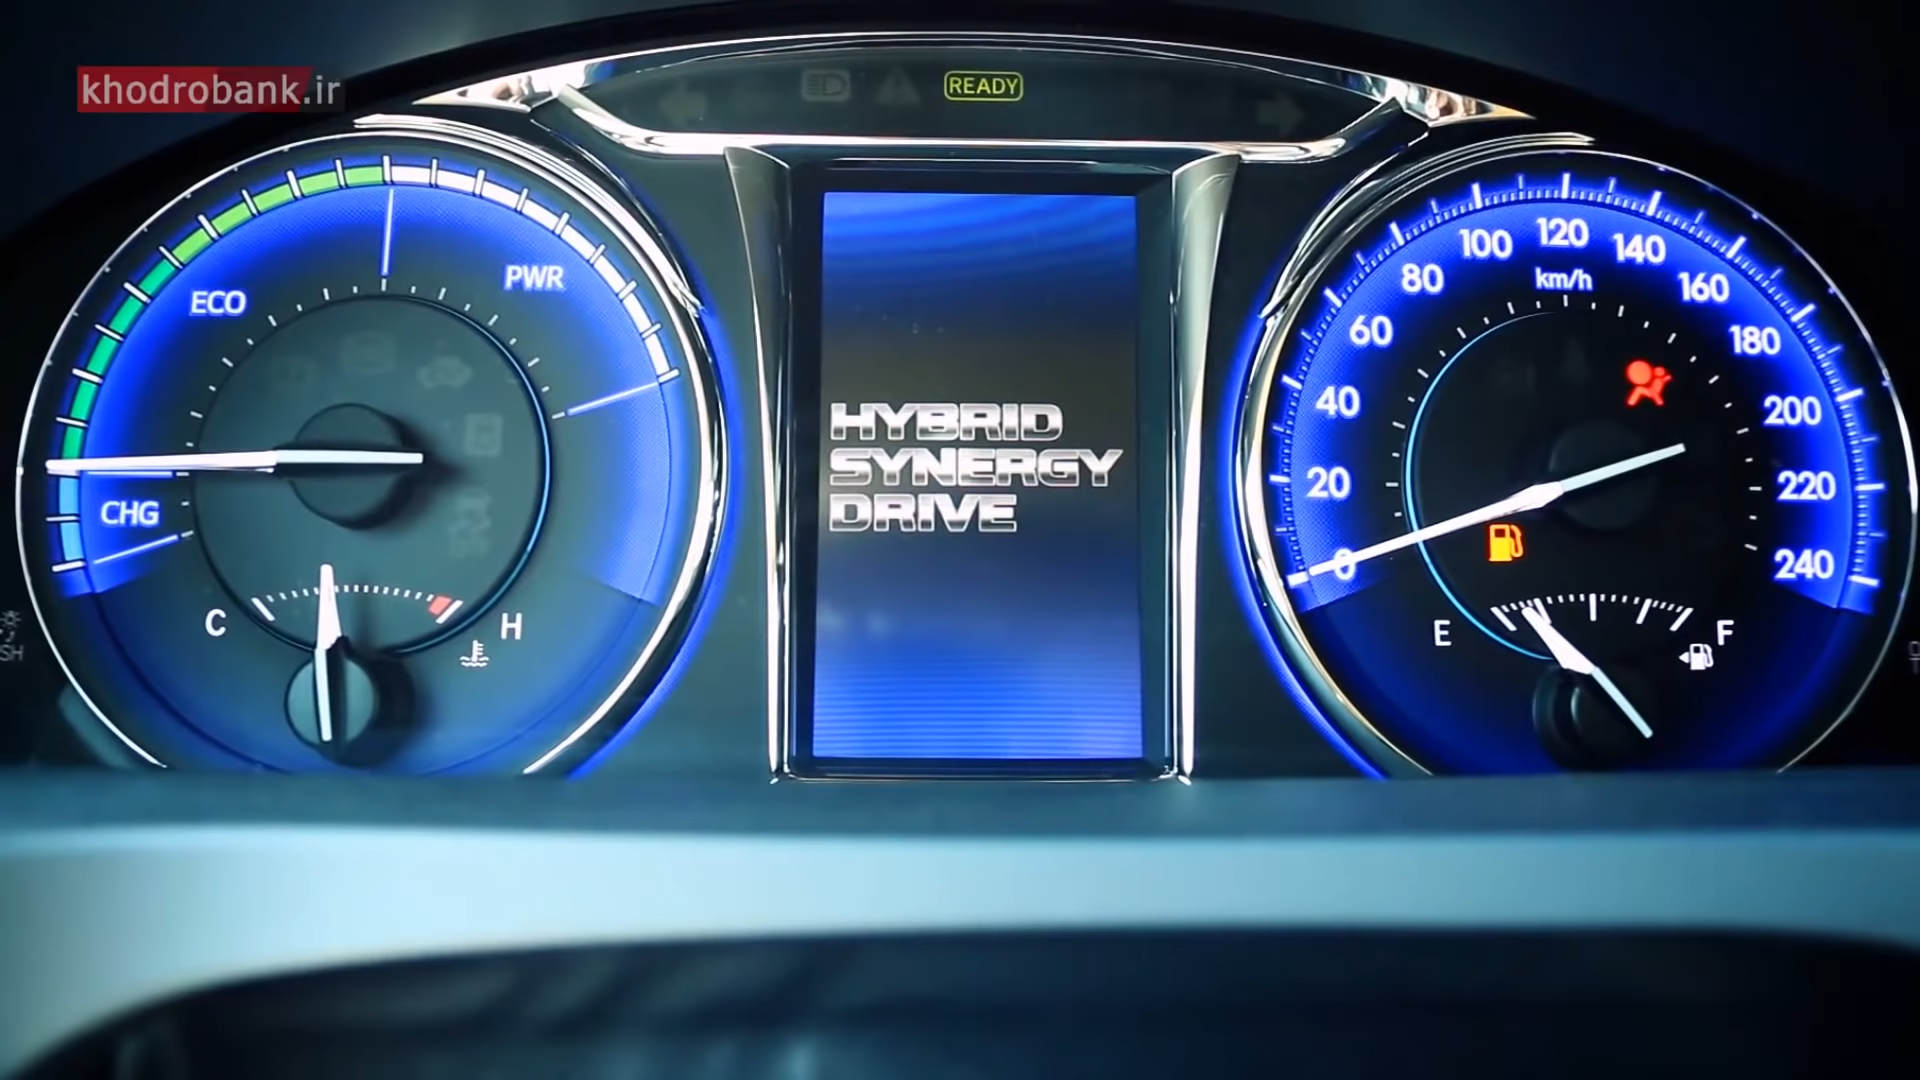 khodrobank.ir
READY
ECO
PWR
CHG
C
H
HYBRID
SYNERGY
DRIVE
0
20
40
60
80
100
120
140
160
180
200
220
240
km/h
E
F